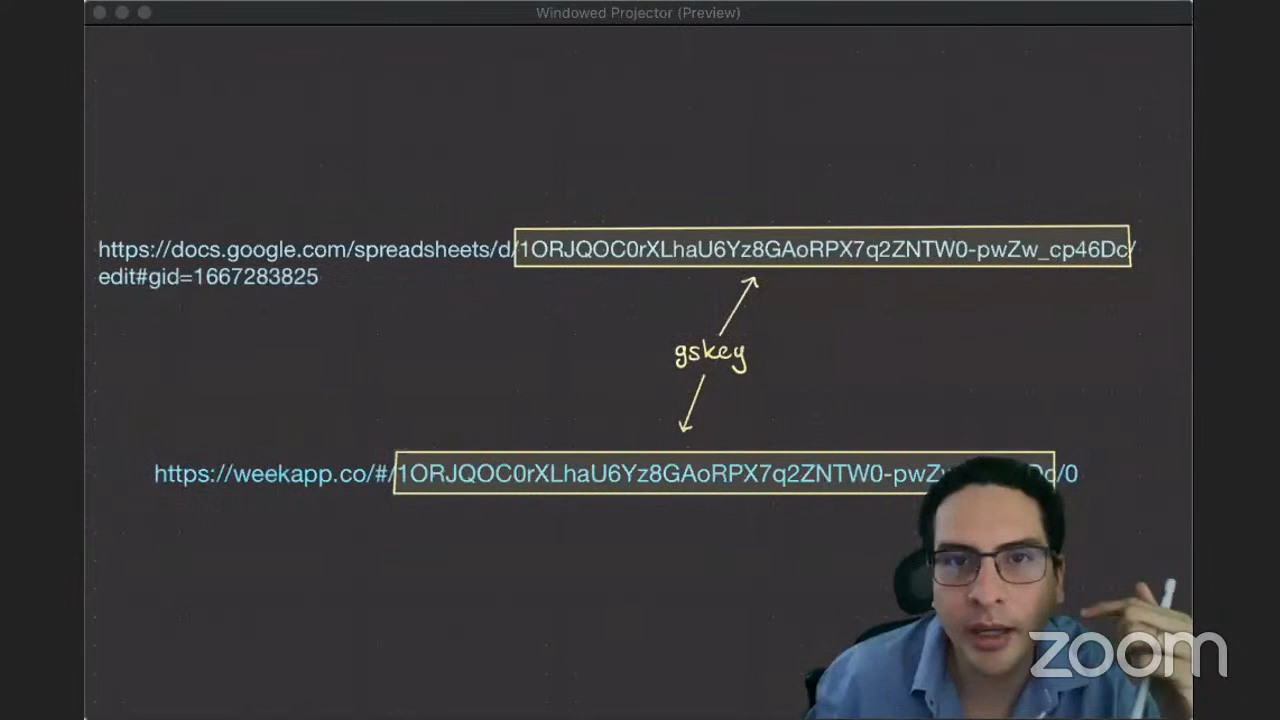 Windowed Projector (Preview)
https://docs.google.com/spreadsheets/d/1ORJQOC0rXLhaU6Yz8GAoRPX7q2ZNTW0-pwZw_cp46Dc/
edit#gid=1667283825
gskey
https://weekapp.co/#/1ORJQOC0rXLhaU6Yz8GAoRPX7q2ZNTW0-pwZ
/0
zoom